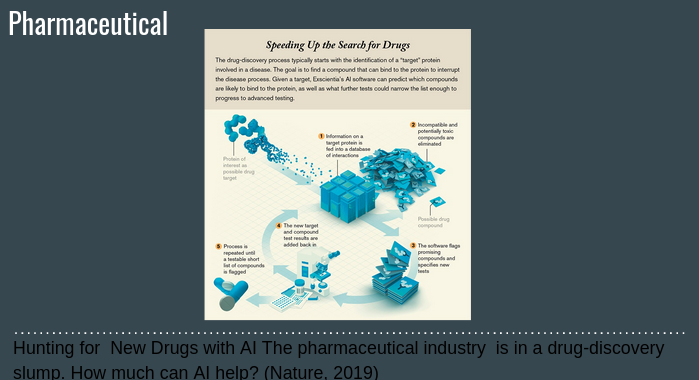 Pharmaceutical
Speeding Up the Search for Drugs
The drug-discovery process typically starts with the identification of a "target" protein
involved in a disease. The goal is to find a compound that can bind to the protein to interrupt
the disease process. Given a target, Exscientia's AI software can predict which compounds
are likely to bind to the protein, as well as what further tests could narrow the list enough to
progress to advanced testing.
Protein of
interest as
possible drug
target
1 Information on a
target protein is
fed into a database
of interactions
2 Incompatible and
potentially toxic
compounds are
eliminated
Possible drug
compound
3 The software flags
promising
compounds and
specifies new
tests
4 The new target
and compound
test results are
added back in
5 Process is
repeated until
a testable short
list of compounds
is flagged
Hunting for  New Drugs with AI The pharmaceutical industry  is in a drug-discovery
slump. How much can AI help? (Nature, 2019)